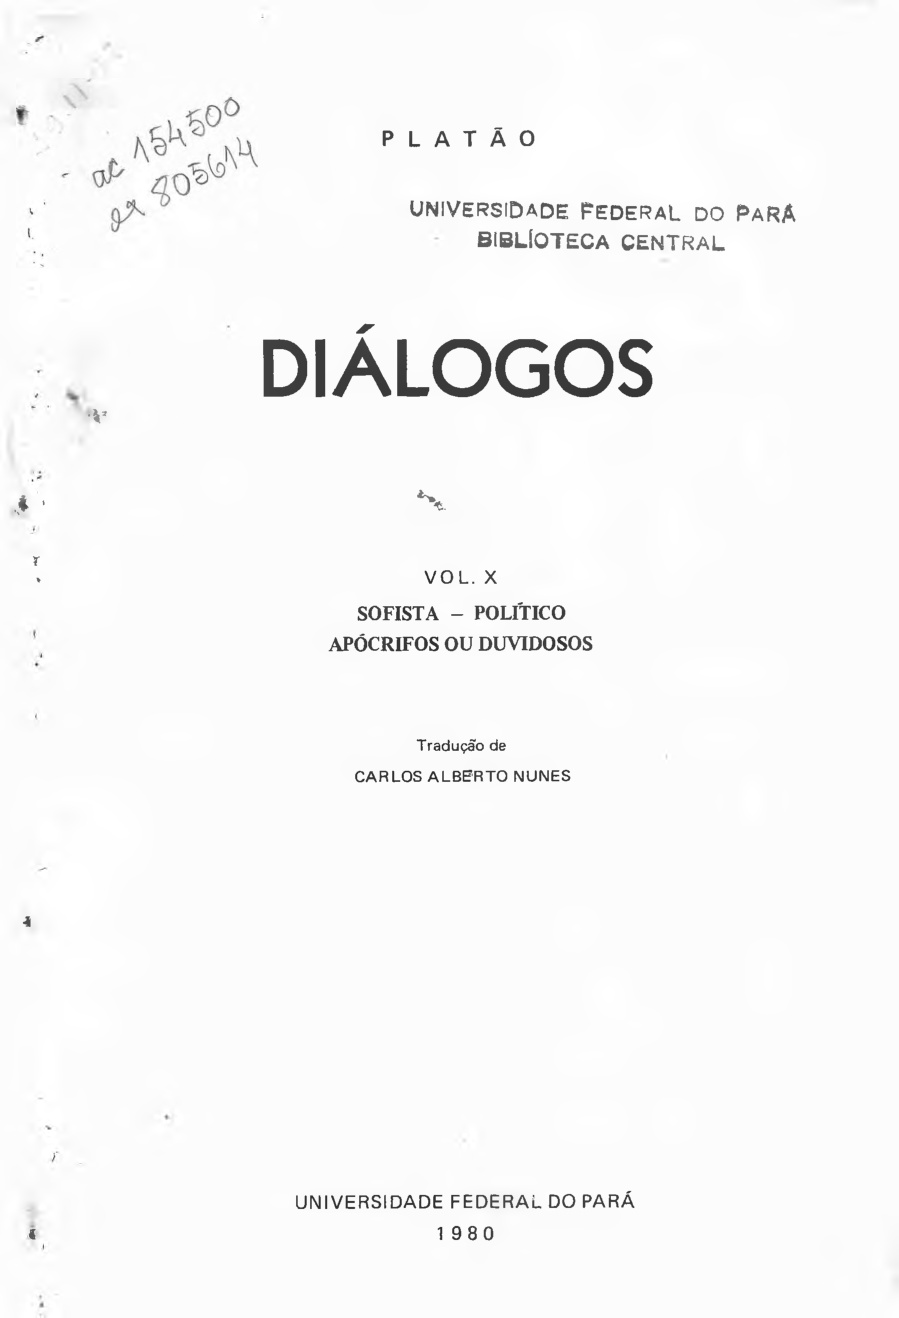 ac 154500
ex 805614
PLATÃO
UNIVERSIDADE FEDERAL DO PARÁ
BIBLIOTECA CENTRAL
DIÁLOGOS
VOL. X
SOFISTA – POLÍTICO
APÓCRIFOS OU DUVIDOSOS
Tradução de
CARLOS ALBERTO NUNES
UNIVERSIDADE FEDERAL DO PARÁ
1980